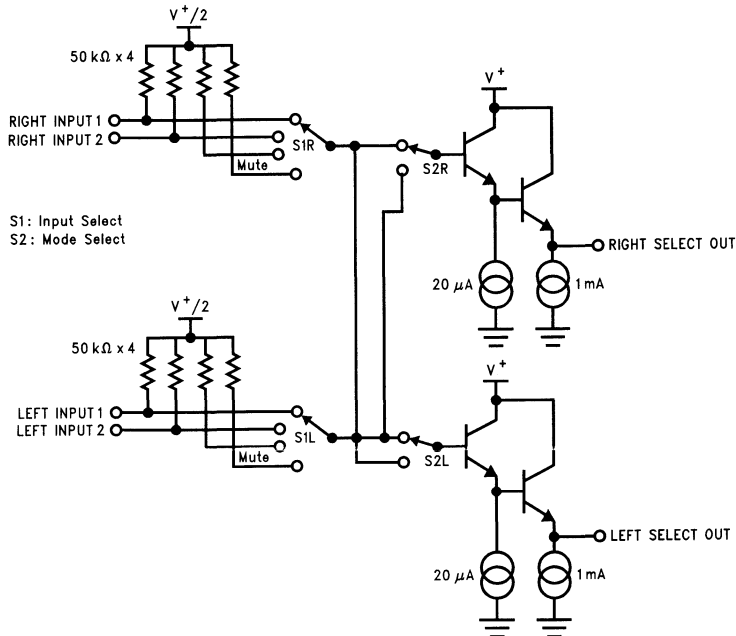 V⁺/2
50 kΩ x 4
V⁺
RIGHT INPUT 1
RIGHT INPUT 2
S1R
S2R
Mute
S1: Input Select
S2: Mode Select
RIGHT SELECT OUT
20 μA
1 mA
V⁺/2
50 kΩ x 4
V⁺
LEFT INPUT 1
LEFT INPUT 2
S1L
S2L
Mute
LEFT SELECT OUT
20 μA
1 mA